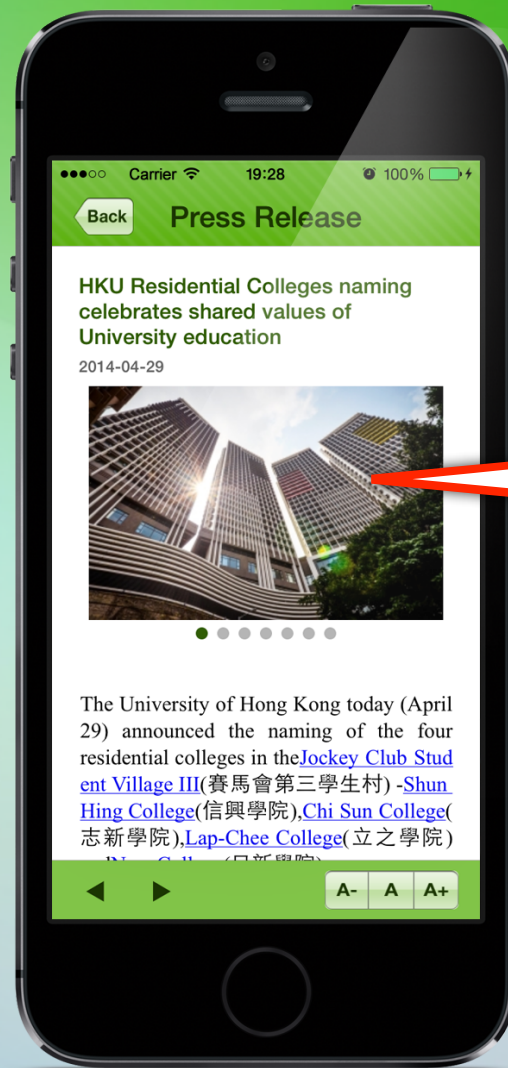 Carrier 19:28 100%
Back Press Release
HKU Residential Colleges naming
celebrates shared values of
University education
2014-04-29
The University of Hong Kong today (April
29) announced the naming of the four
residential colleges in theJockey Club Stud
ent Village III(賽馬會第三學生村) -Shun
Hing College(信興學院),Chi Sun College(
志新學院),Lap-Chee College(立之學院)
A- A A+